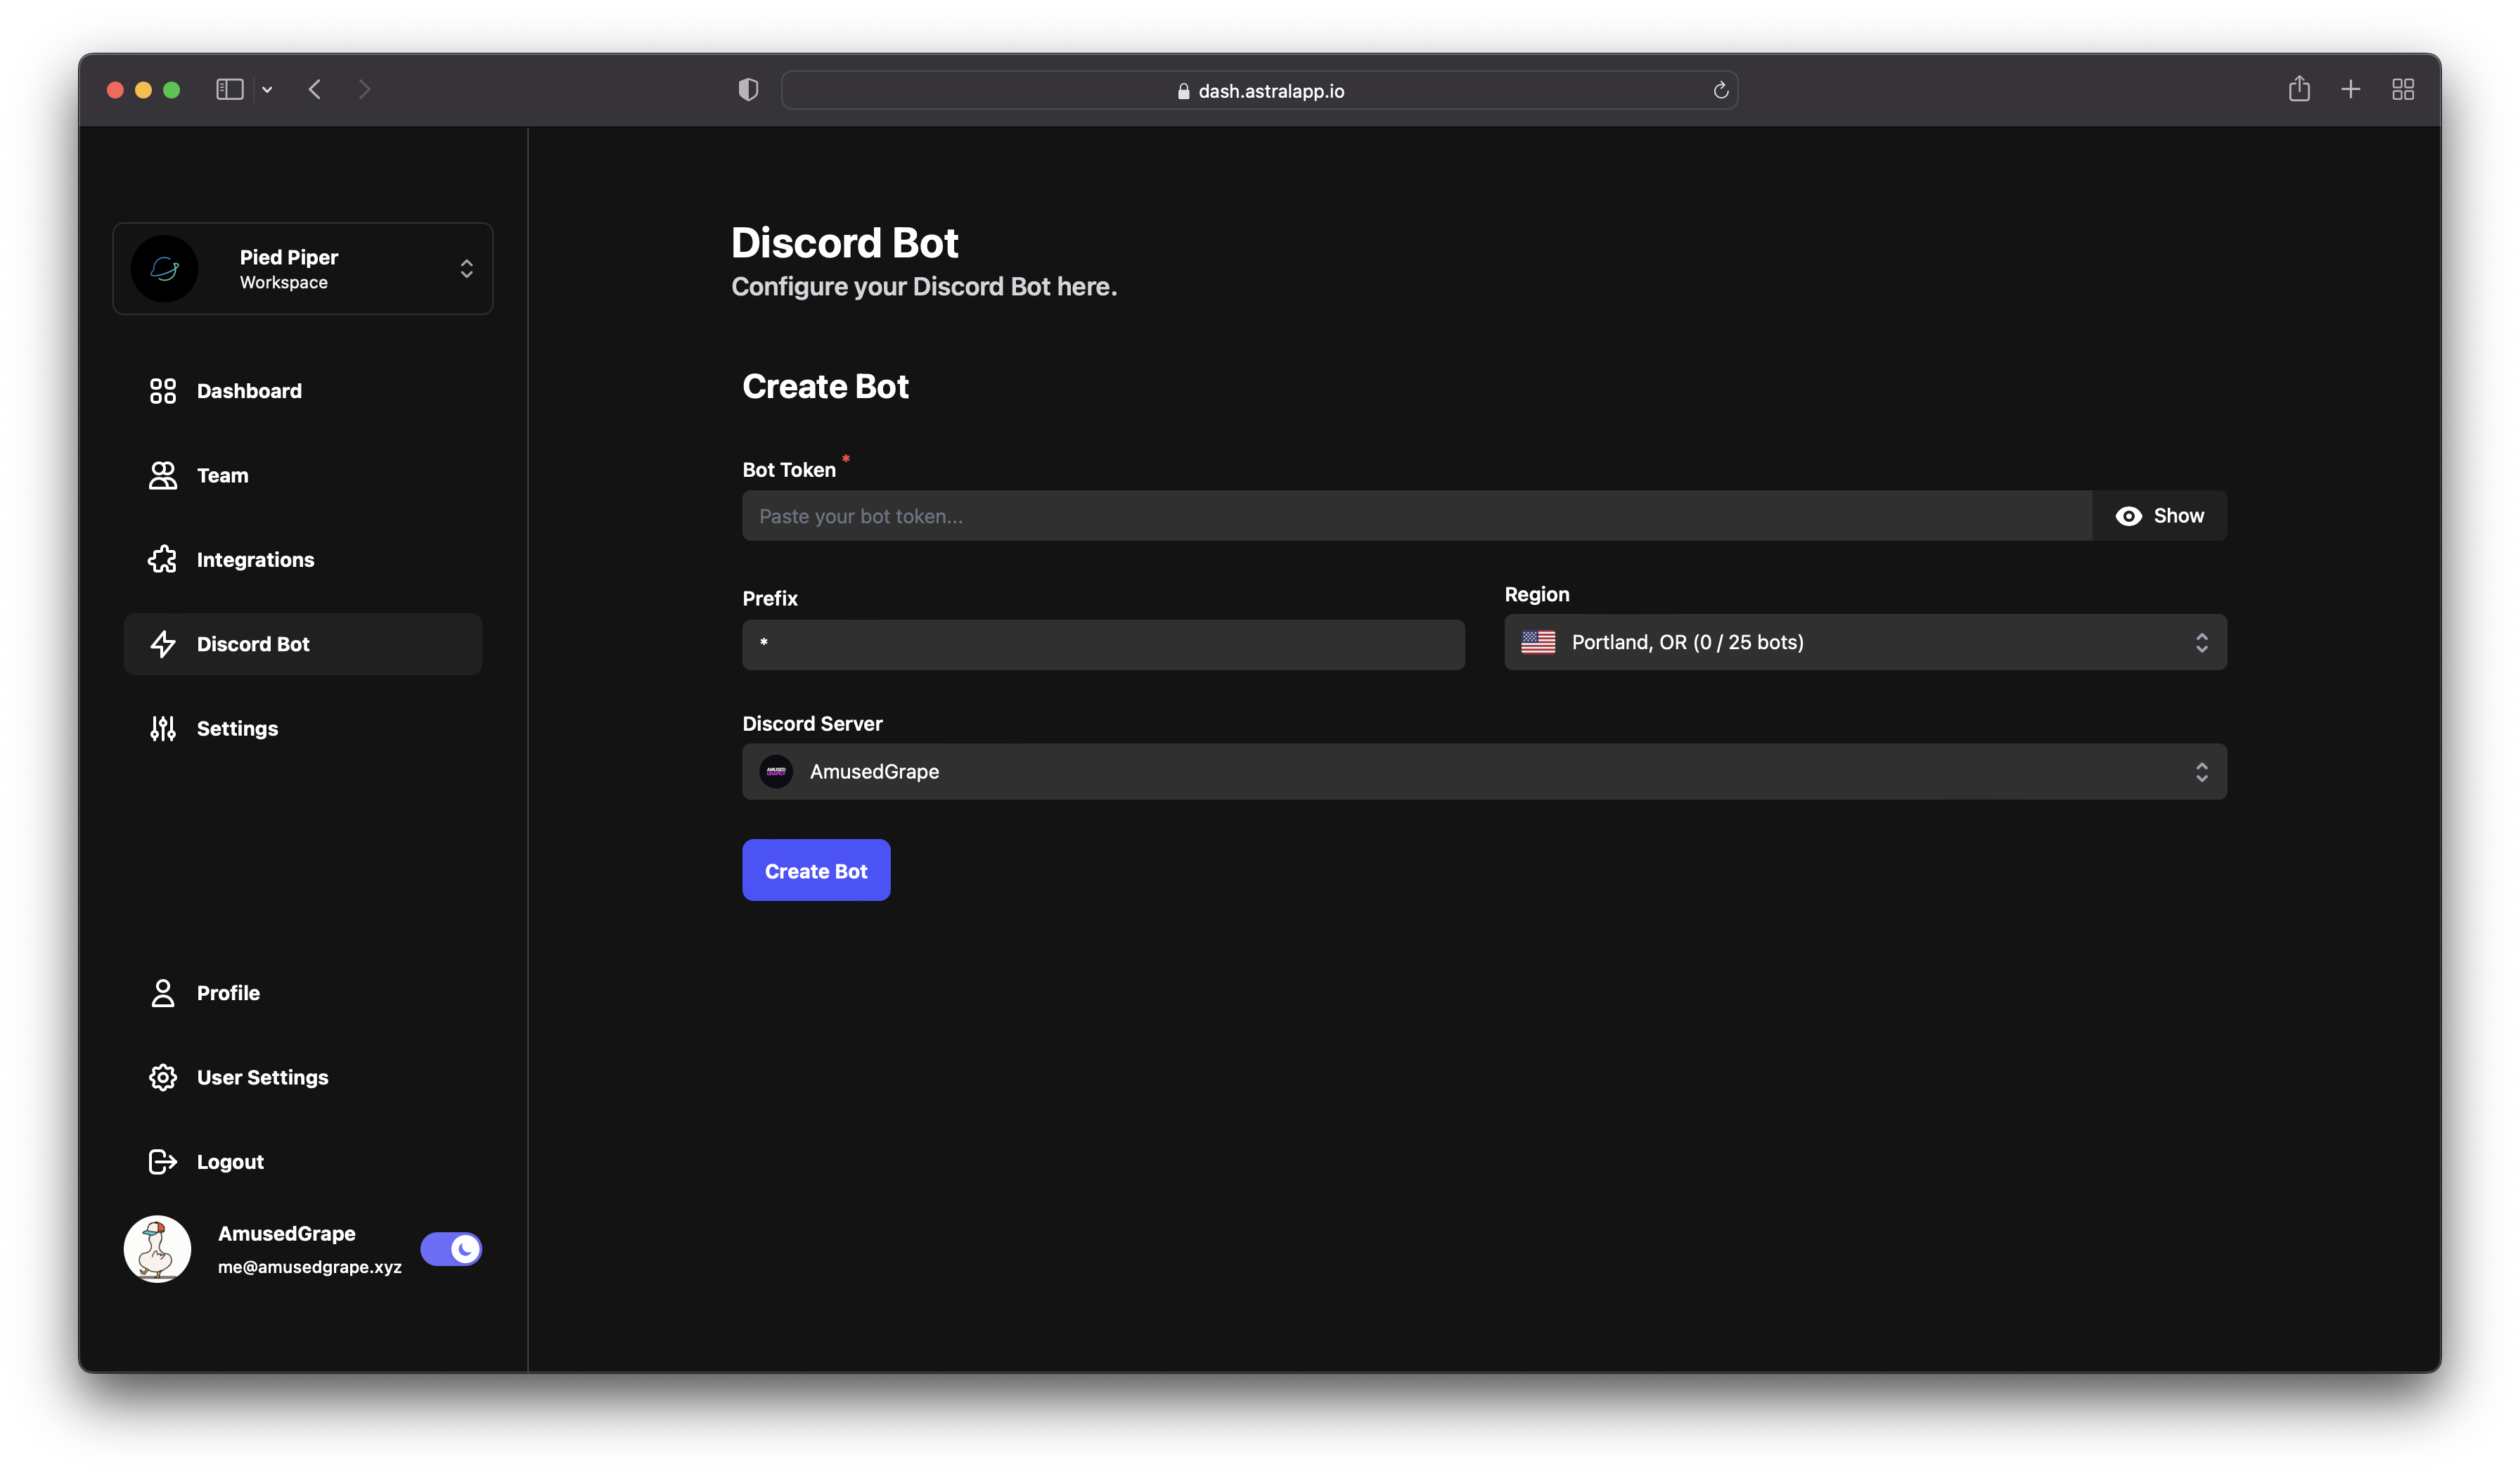 dash.astralapp.io
Pied Piper
Workspace
Dashboard
Team
Integrations
Discord Bot
Settings
Profile
User Settings
Logout
AmusedGrape
me@amusedgrape.xyz
Discord Bot
Configure your Discord Bot here.
Create Bot
Bot Token *
Paste your bot token...
Show
Prefix
*
Region
Portland, OR (0 / 25 bots)
Discord Server
AMUSED
GRAPE
AmusedGrape
Create Bot